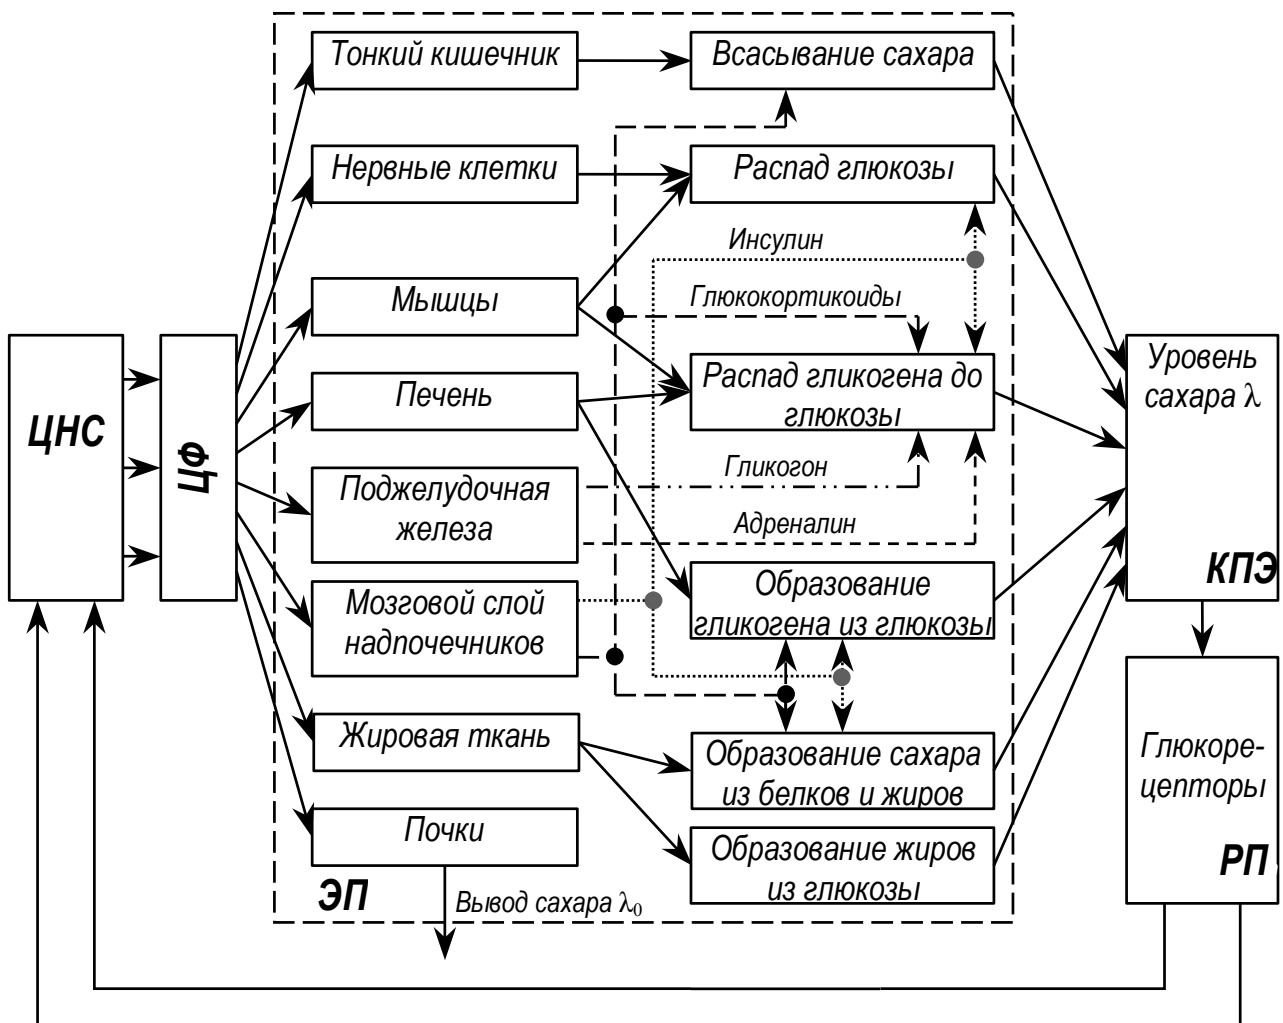 Тонкий кишечник
Всасывание сахара
Нервные клетки
Распад глюкозы
Инсулин
Мышцы
Глюкокортикоиды
Печень
Распад гликогена до
глюкозы
ЦНС
ЦФ
Уровень
сахара λ
КПЭ
Гликогон
Поджелудочная
железа
Адреналин
Мозговой слой
надпочечников
Образование
гликогена из глюкозы
Жировая ткань
Образование сахара
из белков и жиров
Глюкоре-
цепторы
РП
Почки
Образование жиров
из глюкозы
ЭП
Вывод сахара λ0